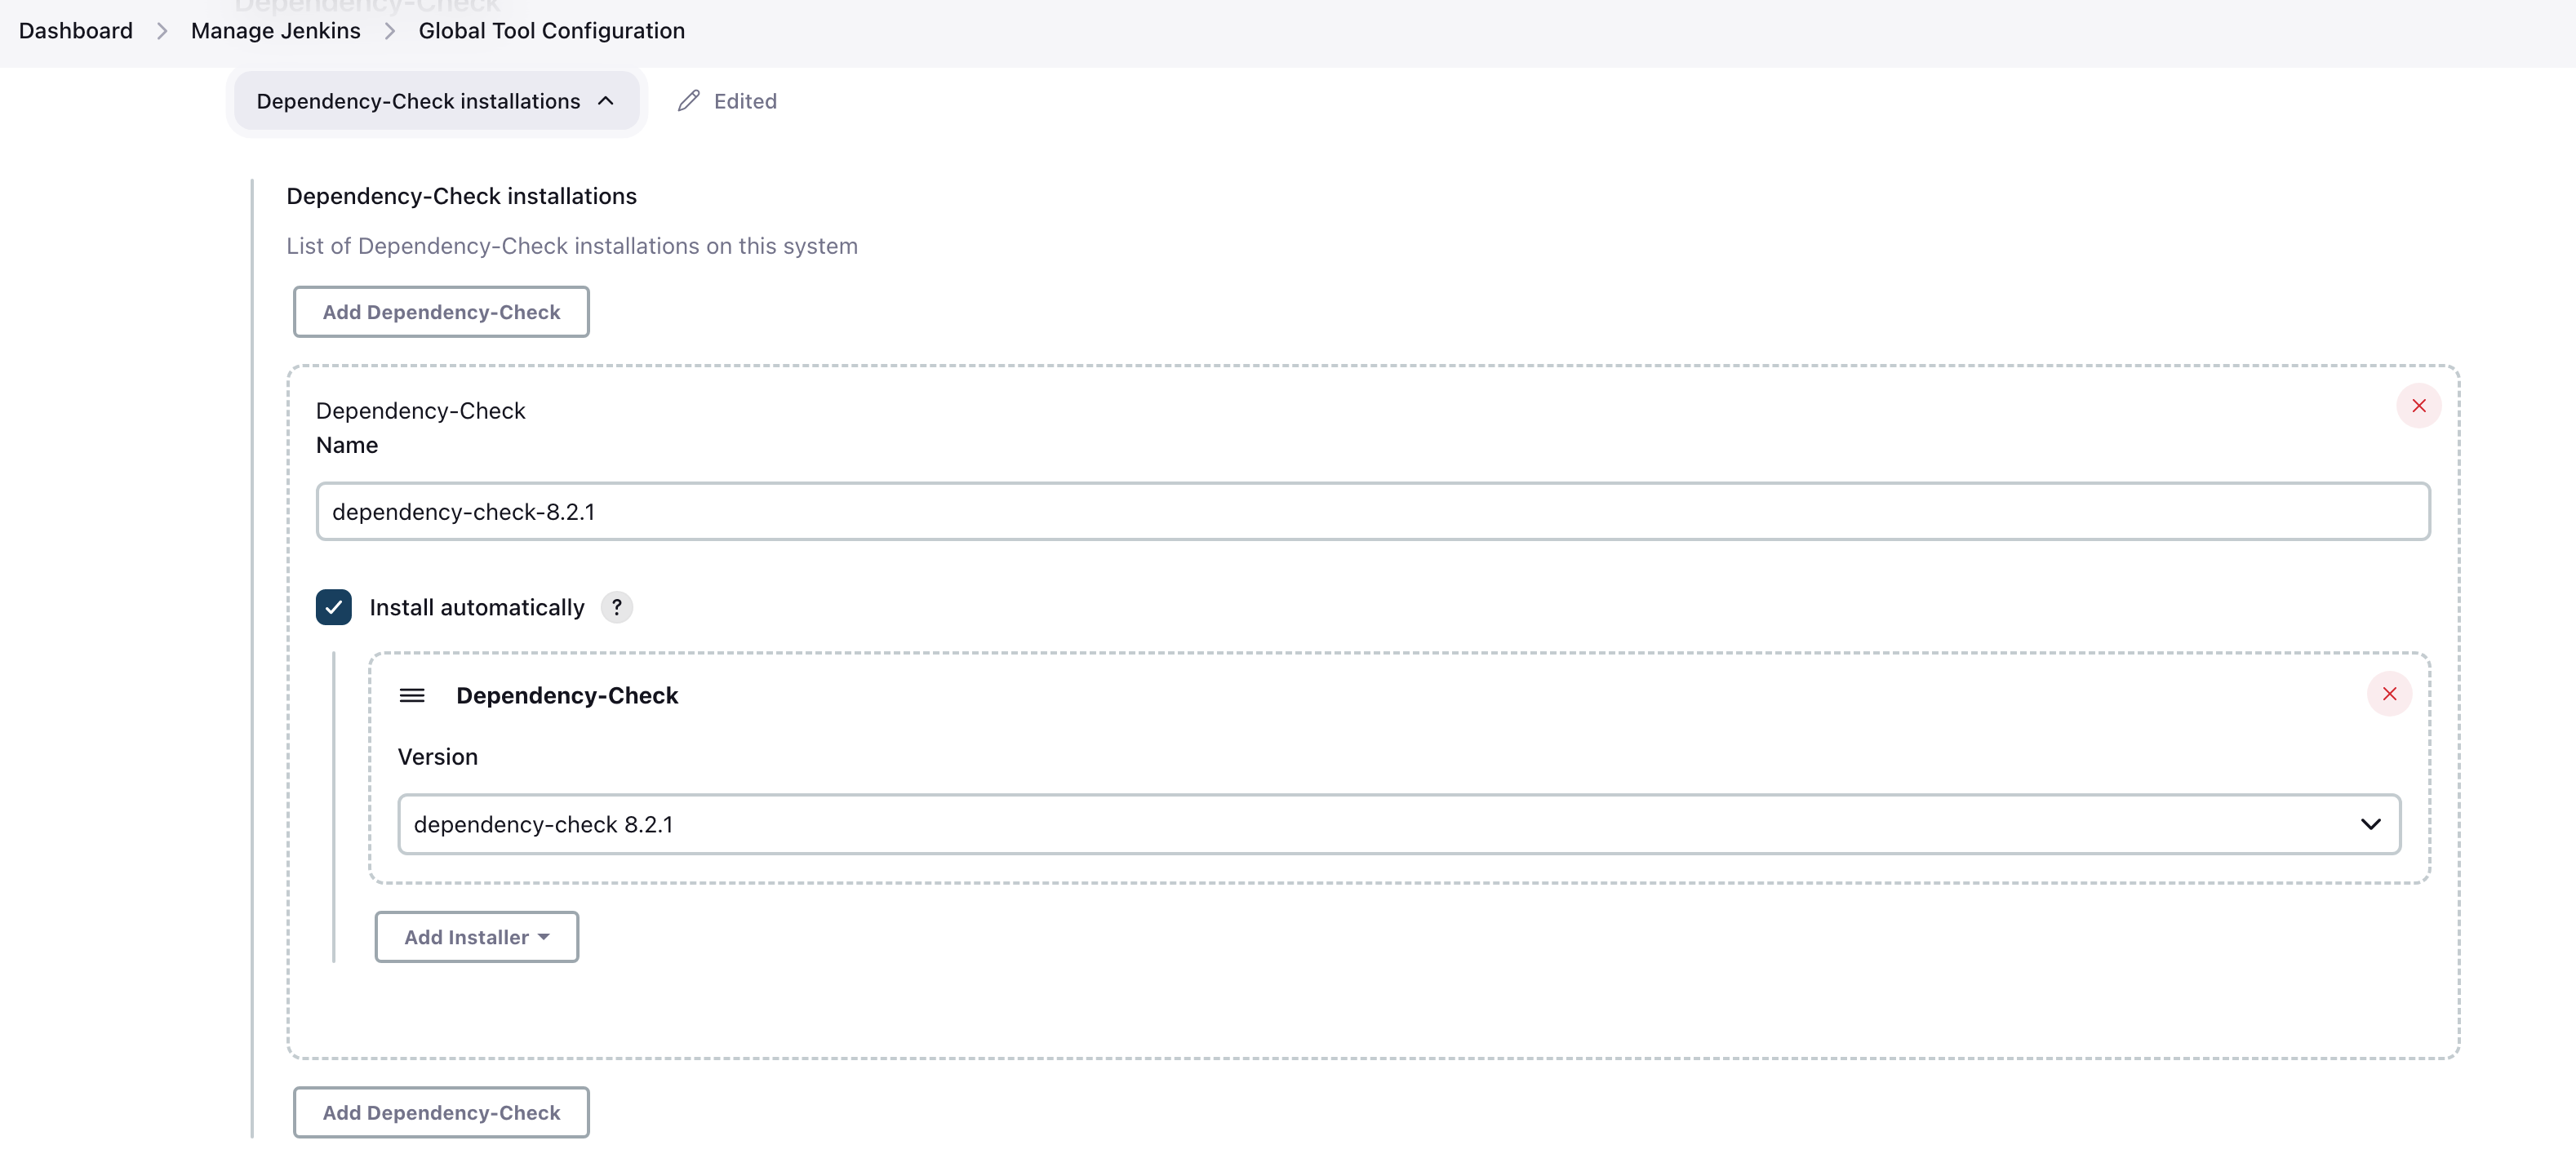 Dependency-Check
Dashboard
Manage Jenkins
Global Tool Configuration
Dependency-Check installations
Edited
Dependency-Check installations
List of Dependency-Check installations on this system
Add Dependency-Check
Dependency-Check
Name
dependency-check-8.2.1
Install automatically
?
Dependency-Check
Version
dependency-check 8.2.1
Add Installer
Add Dependency-Check